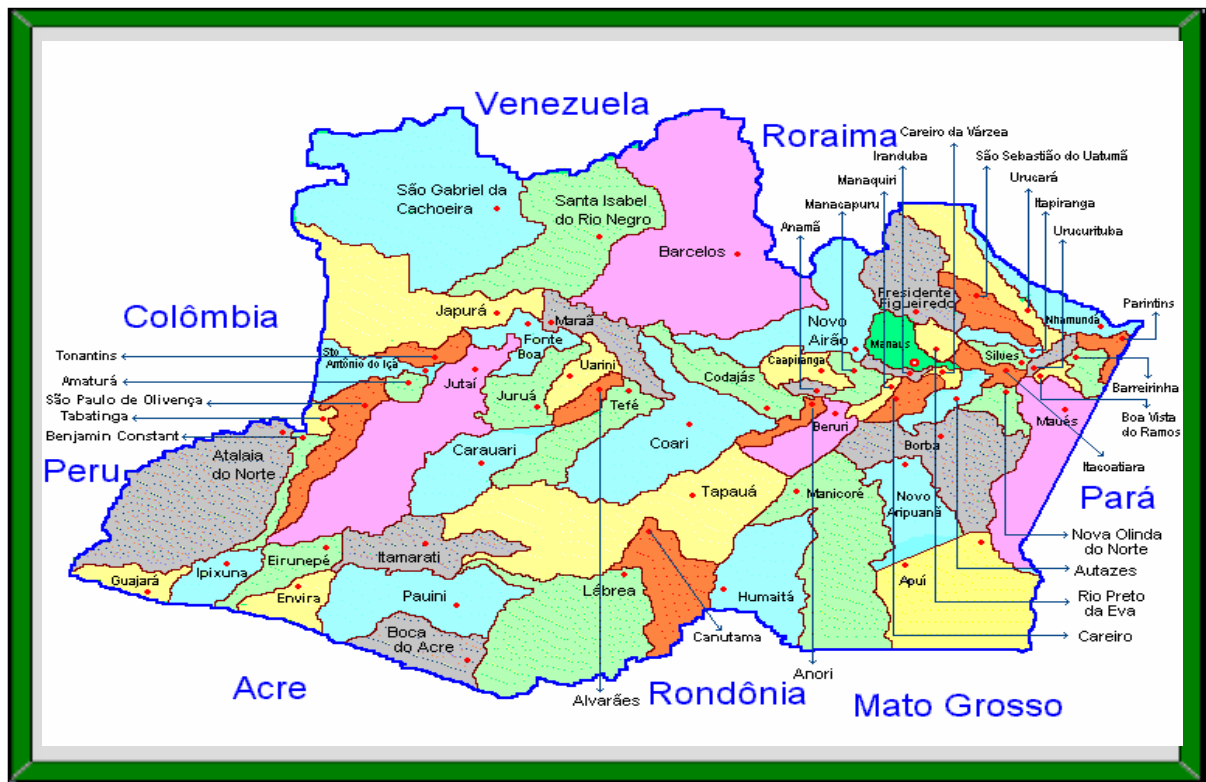 Venezuela
Roraima
Careiro da Várzea
Iranduba
São Sebastião do Uatumã
Manaquiri
Urucará
Manacapuru
Itapiranga
Anamã
Urucurituba
São Gabriel da
Cachoeira
Santa Isabel
do Rio Negro
Barcelos
Presidente
Figueiredo
Parintins
Colômbia
Japurá
Maraã
Nhamundá
Novo
Airão
Fonte
Boa
Manaus
Tonantins
Sto
Antônio do Içá
Silves
Caapiranga
Uarini
Jutaí
Codajás
Amaturá
Barreirinha
Juruá
Tefé
São Paulo de Olivença
Boa Vista
do Ramos
Tabatinga
Maués
Beruri
Benjamin Constant
Coari
Borba
Atalaia
do Norte
Carauari
Itacoatiara
Peru
Tapauá
Manicoré
Novo
Aripuanã
Pará
Nova Olinda
do Norte
Itamarati
Eirunepé
Autazes
Guajará
Ipixuna
Apuí
Envira
Pauini
Lábrea
Humaitá
Rio Preto
da Eva
Boca
do Acre
Canutama
Careiro
Anori
Acre
Alvarães
Rondônia
Mato Grosso